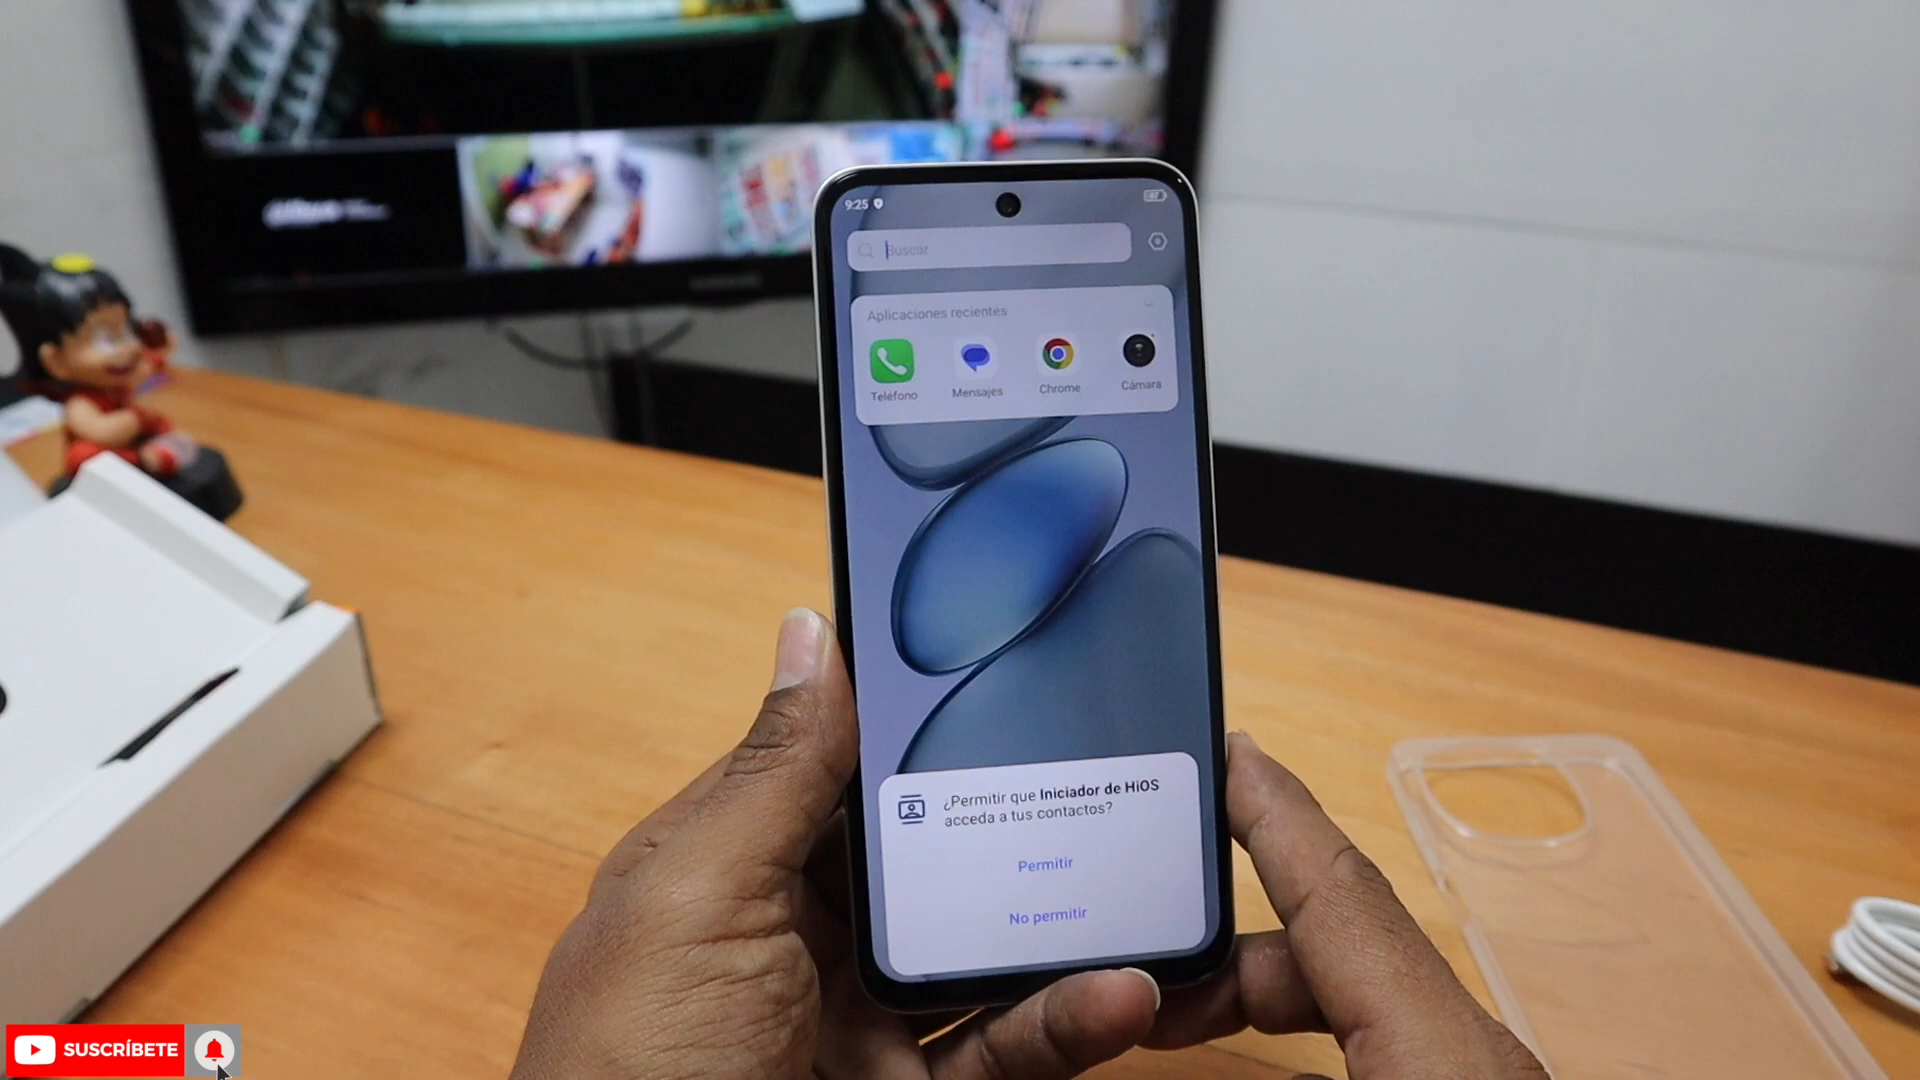 9:25
67
Buscar
Aplicaciones recientes
Teléfono
Mensajes
Chrome
Cámara
¿Permitir que Iniciador de HiOS
acceda a tus contactos?
Permitir
No permitir
SUSCRÍBETE